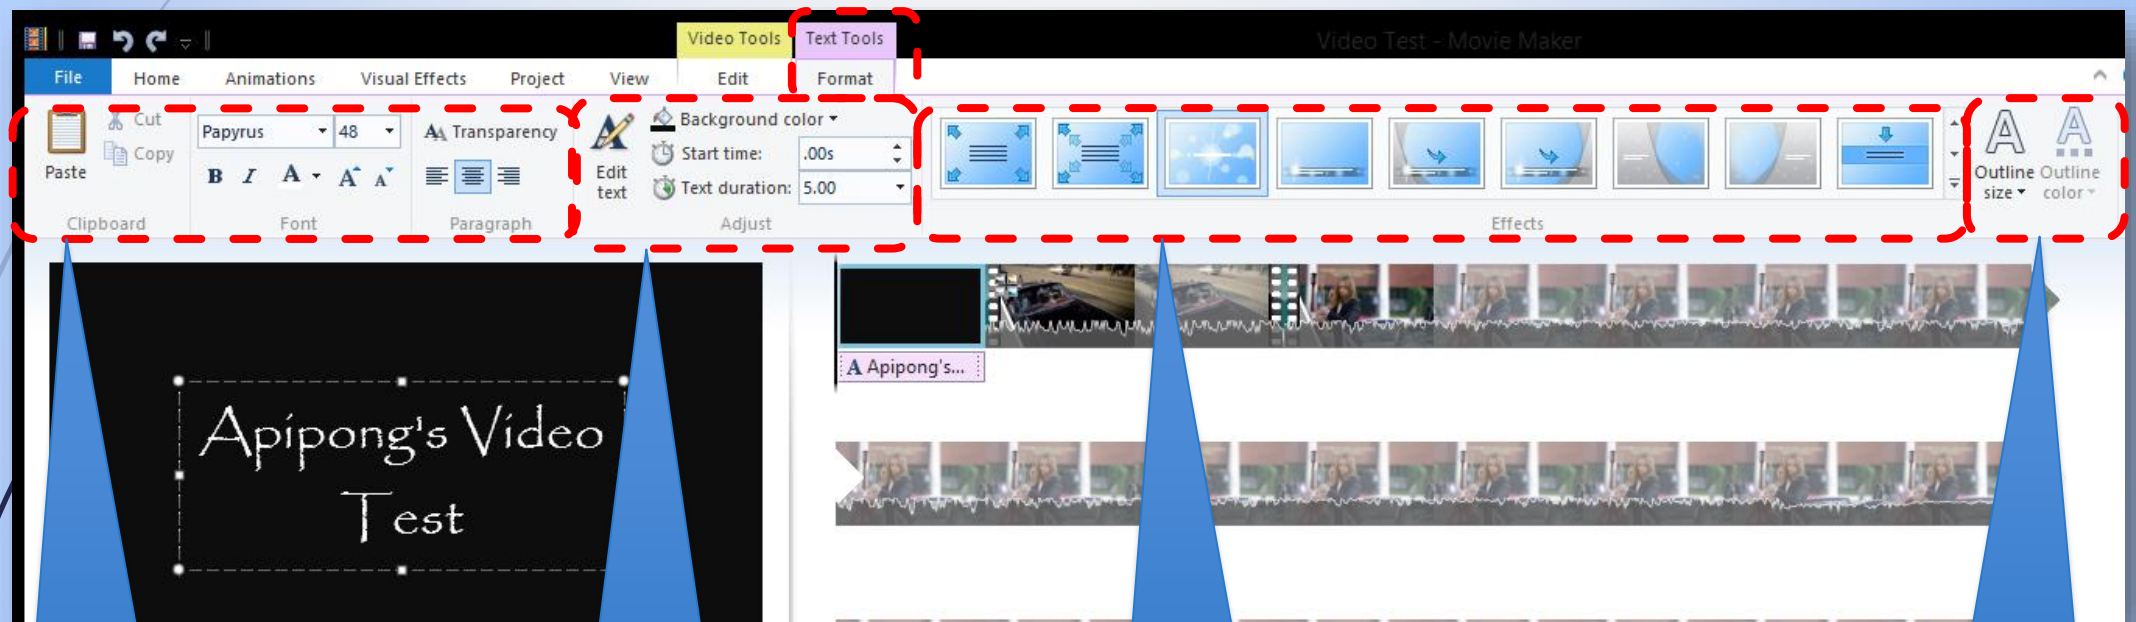 Video Tools Text Tools Video Test - Movie Maker
File Home Animations Visual Effects Project View Edit Format
Paste
Cut
Copy
Clipboard
Papyrus 48
B I A A A
Font
AA Transparency
Paragraph
Edit
text
Background color
Start time: .00s
Text duration: 5.00
Adjust
Effects
A A
Outline Outline
size color
Apipong's Video
Test
A Apipong's...